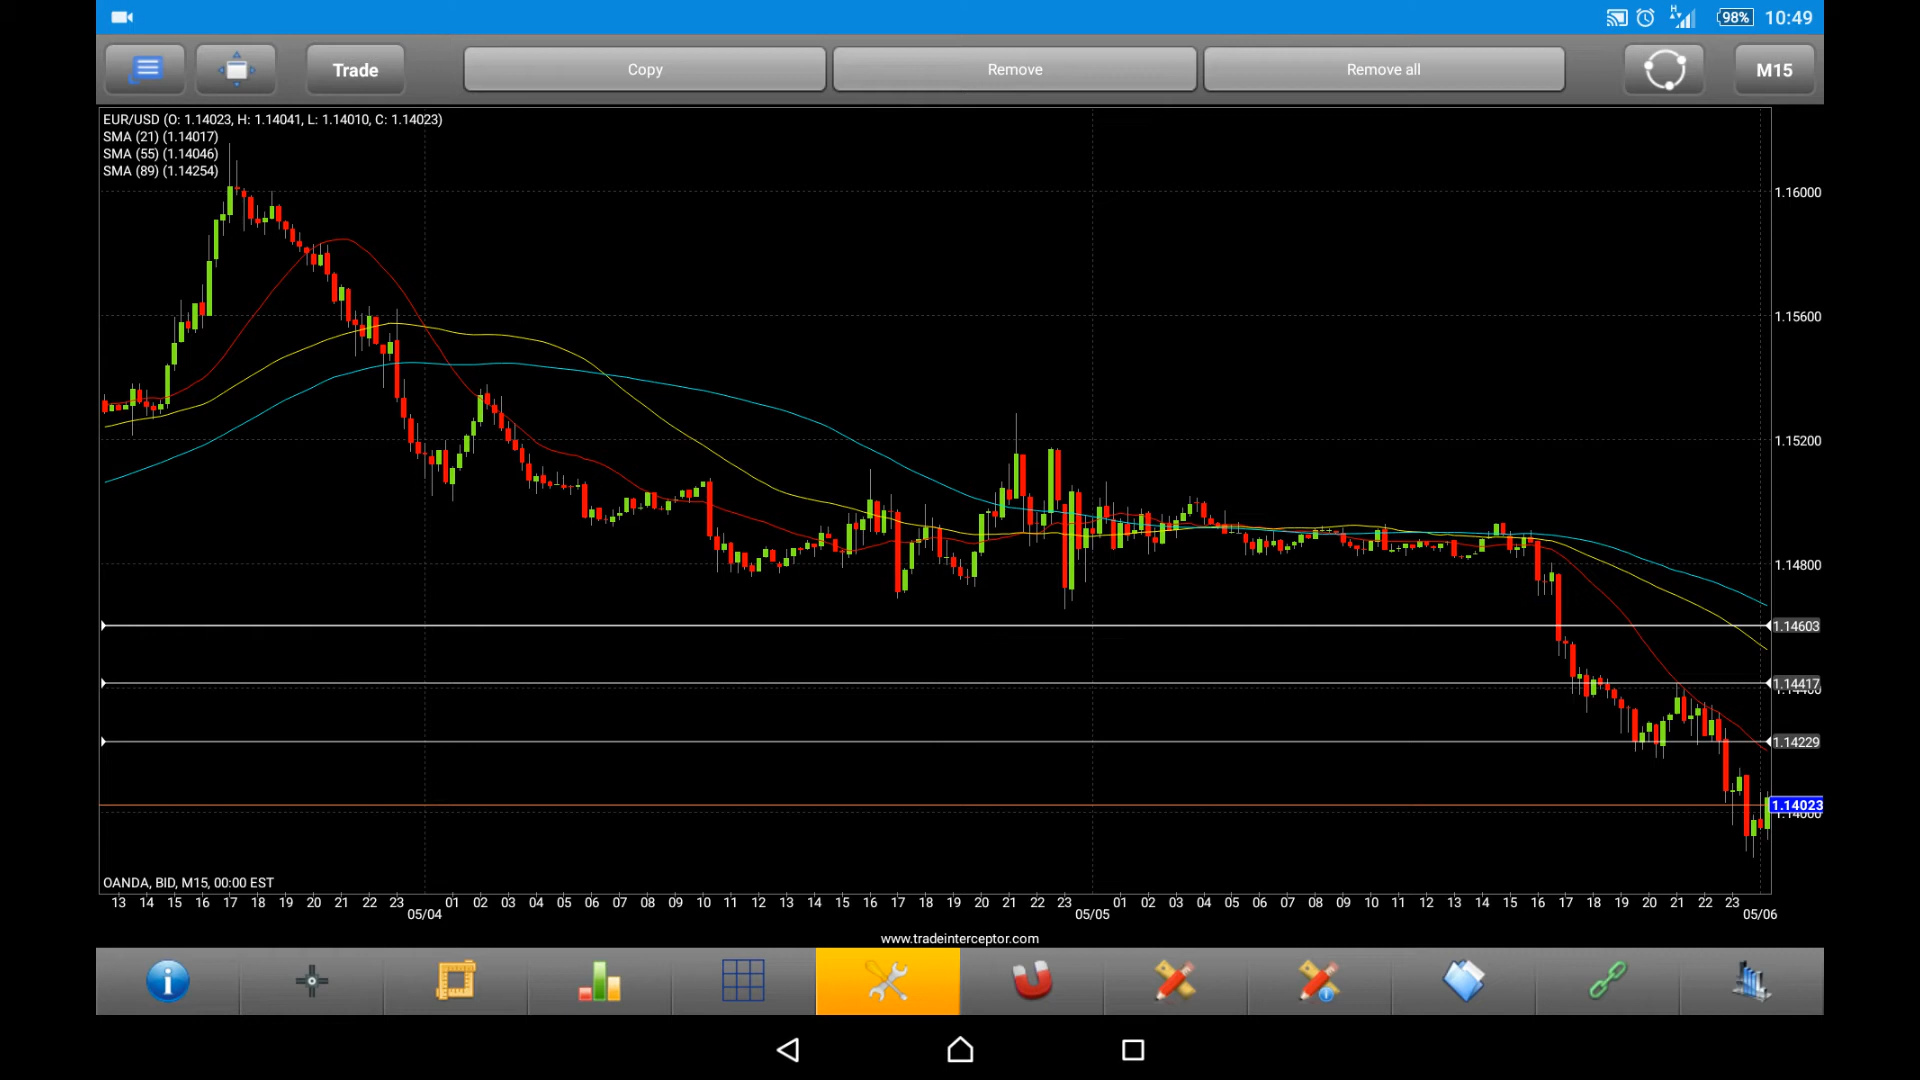 H
98% 10:49
Trade Copy Remove Remove all M15
EUR/USD (O: 1.14023, H: 1.14041, L: 1.14010, C: 1.14023)
SMA (21) (1.14017)
SMA (55) (1.14046)
SMA (89) (1.14254)
1.16000
1.15600
1.15200
1.14800
1.14603
1.14417
1.14400
1.14229
1.14023
1.14000
OANDA, BID, M15, 00:00 EST
13 14 15 16 17 18 19 20 21 22 23 01 02 03 04 05 06 07 08 09 10 11 12 13 14 15 16 17 18 19 20 21 22 23 01 02 03 04 05 06 07 08 09 10 11 12 13 14 15 16 17 18 19 20 21 22 23
05/04 05/05 05/06
www.tradeinterceptor.com